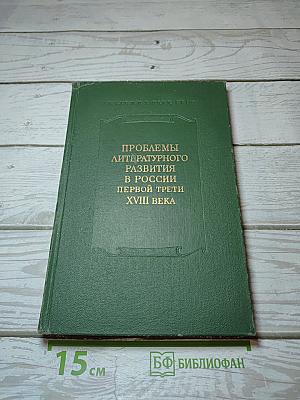 ПРОБЛЕМЫ
ЛИТЕРАТУРНОГО
РАЗВИТИЯ
В РОССИИ
ПЕРВОЙ ТРЕТИ
XVIII ВЕКА
15 см
БФ БИБЛИОФАН